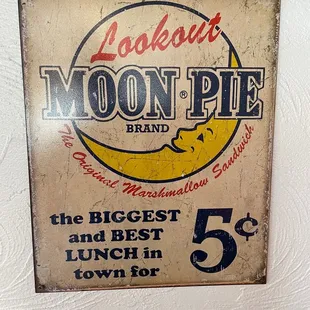 Lookout
MOON ® PIE
BRAND
The Original Marshmallow Sandwich
the BIGGEST
and BEST
LUNCH in
town for
5¢